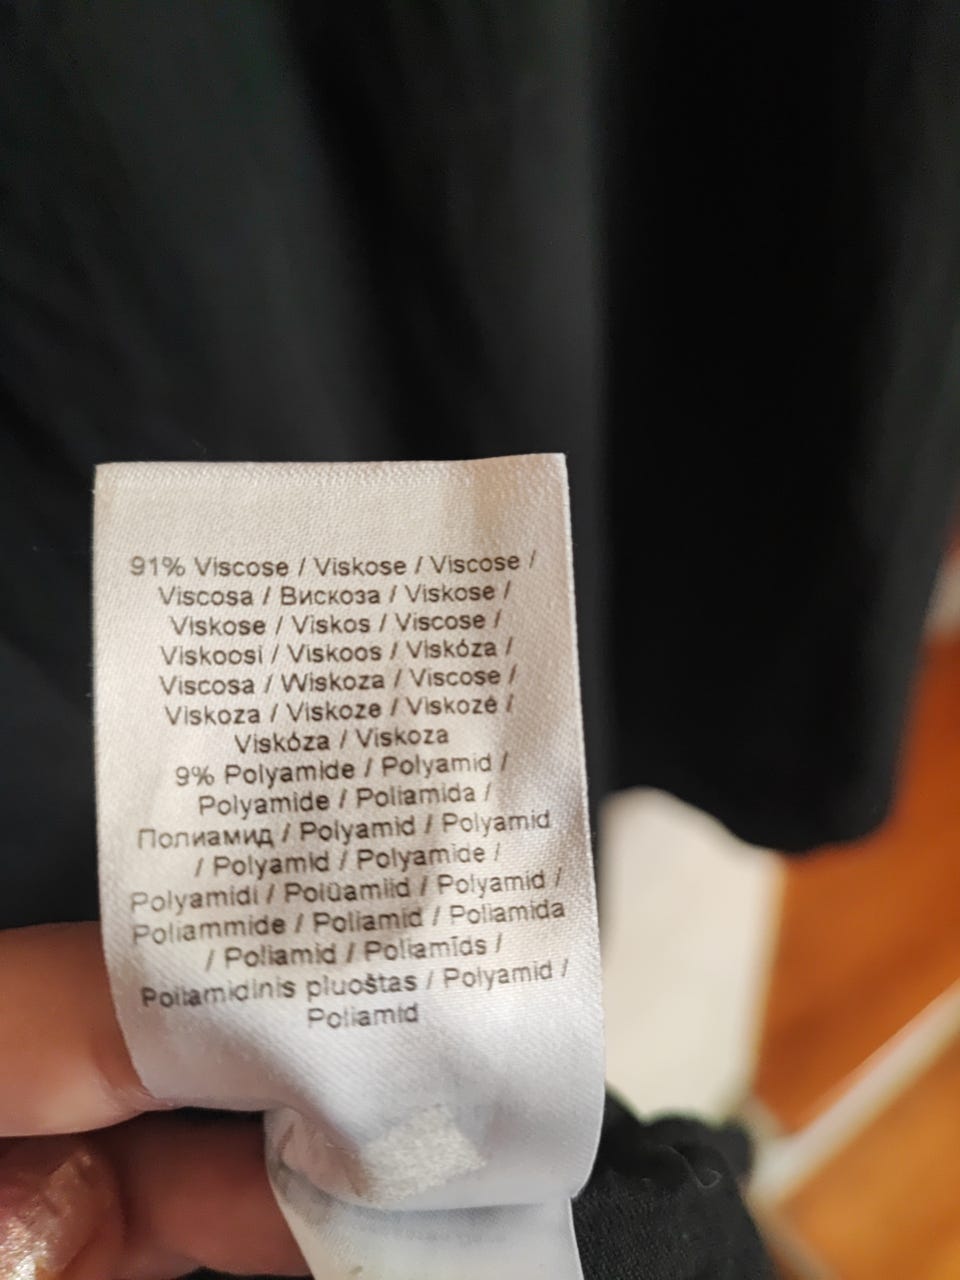 91% Viscose / Viskose / Viscose /
Viscosa / Вискоза / Viskose /
Viskose / Viskos / Viscose /
Viskoosi / Viskoos / Viskóza /
Viscosa / Wiskoza / Viscose /
Viskoza / Viskoze / Viskozė /
Viskóza / Viskoza
9% Polyamide / Polyamid /
Polyamide / Poliamida /
Полиамид / Polyamid / Polyamid
/ Polyamid / Polyamide /
Polyamidi / Polüamiid / Polyamid /
Poliammide / Poliamid / Poliamida
/ Poliamid / Poliamīds /
Poliamidinis pluoštas / Polyamid /
Poliamid